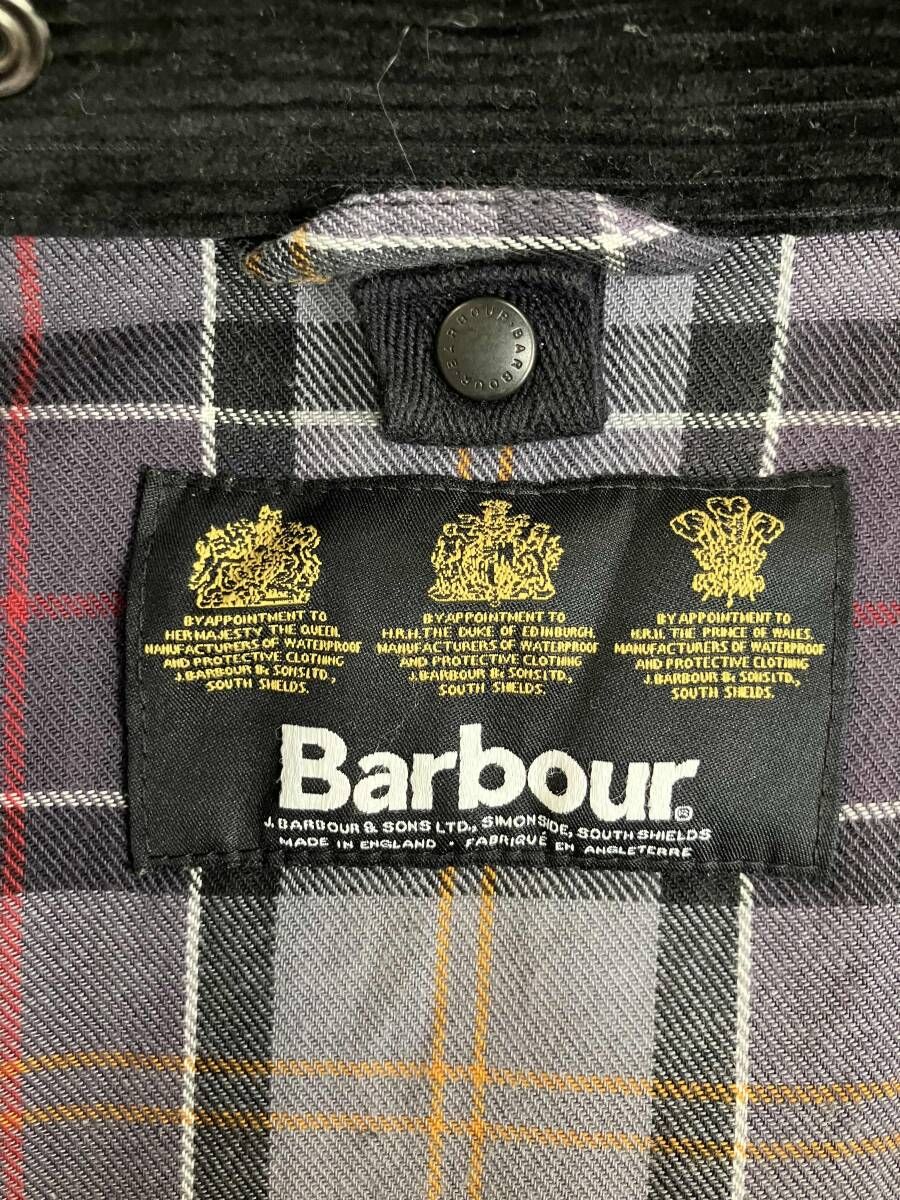 BARBOUR·BARBOUR·BARBOUR
BY APPOINTMENT TO
HER MAJESTY THE QUEEN
MANUFACTURERS OF WATERPROOF
AND PROTECTIVE CLOTHING
J. BARBOUR & SONS LTD.,
SOUTH SHIELDS.
BY APPOINTMENT TO
H.R.H. THE DUKE OF EDINBURGH.
MANUFACTURERS OF WATERPROOF
AND PROTECTIVE CLOTHING
J. BARBOUR & SONS LTD.,
SOUTH SHIELDS.
BY APPOINTMENT TO
H.R.H. THE PRINCE OF WALES.
MANUFACTURERS OF WATERPROOF
AND PROTECTIVE CLOTHING
J. BARBOUR & SONS LTD.,
SOUTH SHIELDS.
Barbour®
J. BARBOUR & SONS LTD., SIMONSIDE, SOUTH SHIELDS
MADE IN ENGLAND · FABRIQUÉ EN ANGLETERRE